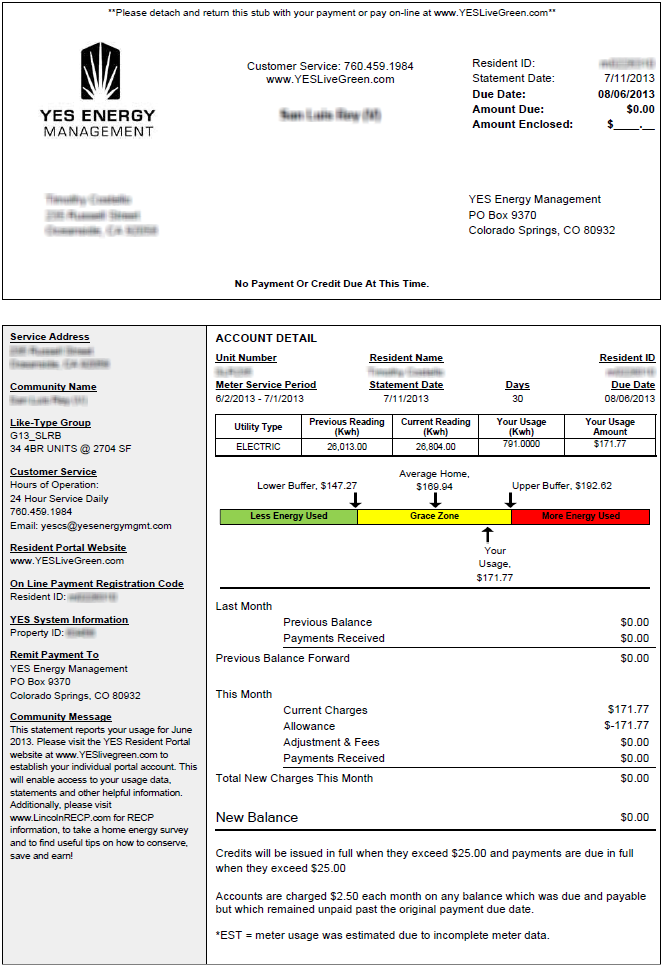 **Please detach and return this stub with your payment or pay on-line at www.YESLiveGreen.com**
YES ENERGY
MANAGEMENT
Customer Service: 760.459.1984
www.YESLiveGreen.com
Resident ID:
Statement Date: 7/11/2013
Due Date: 08/06/2013
Amount Due: $0.00
Amount Enclosed: $____.__
YES Energy Management
PO Box 9370
Colorado Springs, CO 80932
No Payment Or Credit Due At This Time.
Service Address
Community Name
Like-Type Group
G13_SLRB
34 4BR UNITS @ 2704 SF
Customer Service
Hours of Operation:
24 Hour Service Daily
760.459.1984
Email: yescs@yesenergymgmt.com
Resident Portal Website
www.YESLiveGreen.com
On Line Payment Registration Code
Resident ID:
YES System Information
Property ID:
Remit Payment To
YES Energy Management
PO Box 9370
Colorado Springs, CO 80932
Community Message
This statement reports your usage for June
2013. Please visit the YES Resident Portal
website at www.YESlivegreen.com to
establish your individual portal account. This
will enable access to your usage data,
statements and other helpful information.
Additionally, please visit
www.LincolnRECP.com for RECP
information, to take a home energy survey
and to find useful tips on how to conserve,
save and earn!
ACCOUNT DETAIL
Unit Number Resident Name Resident ID
Meter Service Period Statement Date Days Due Date
6/2/2013 - 7/1/2013 7/11/2013 30 08/06/2013
Utility Type Previous Reading (Kwh) Current Reading (Kwh) Your Usage (Kwh) Your Usage Amount
ELECTRIC 26,013.00 26,804.00 791.0000 $171.77
Average Home,
$169.94
Lower Buffer, $147.27 Upper Buffer, $192.62
Less Energy Used Grace Zone More Energy Used
Your
Usage,
$171.77
Last Month
Previous Balance $0.00
Payments Received $0.00
Previous Balance Forward $0.00
This Month
Current Charges $171.77
Allowance $-171.77
Adjustment & Fees $0.00
Payments Received $0.00
Total New Charges This Month $0.00
New Balance $0.00
Credits will be issued in full when they exceed $25.00 and payments are due in full
when they exceed $25.00
Accounts are charged $2.50 each month on any balance which was due and payable
but which remained unpaid past the original payment due date.
*EST = meter usage was estimated due to incomplete meter data.